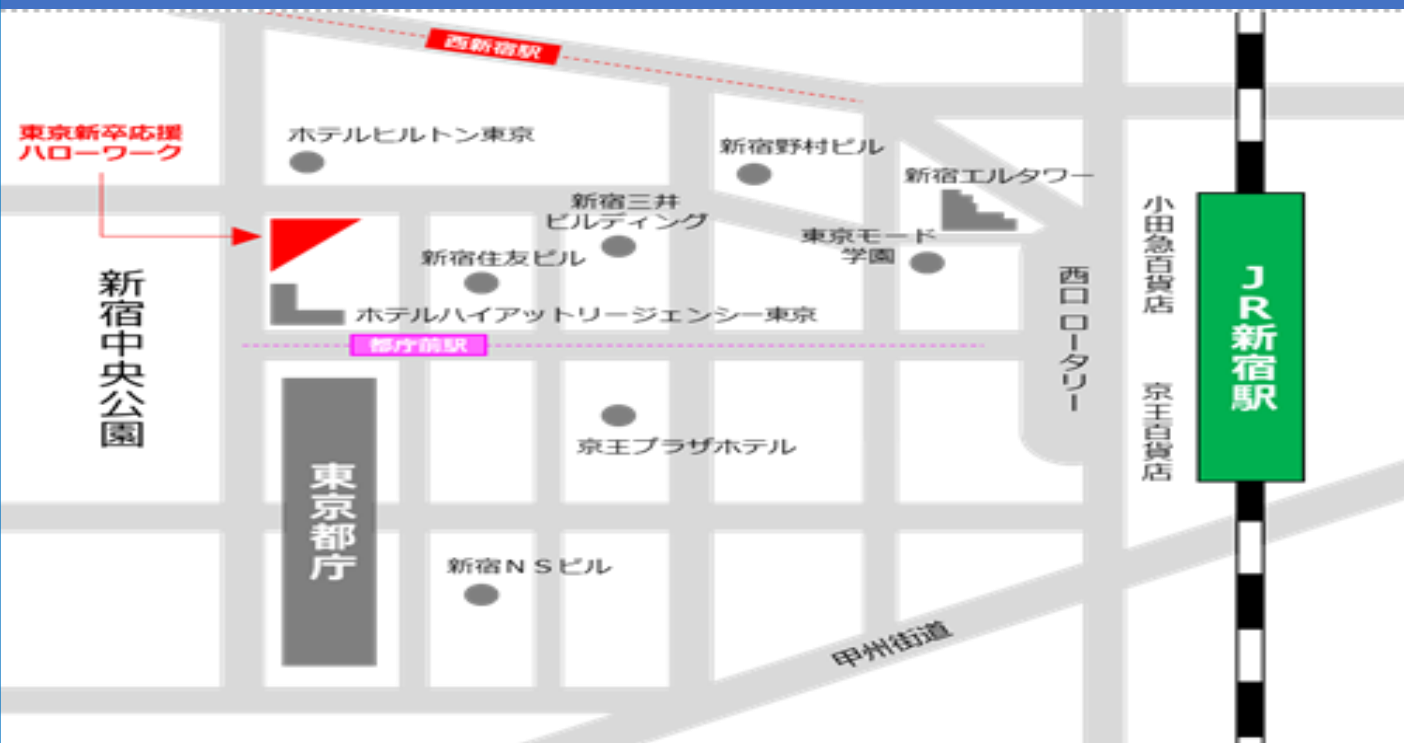 西新宿駅
東京新卒応援
ハローワーク
ホテルヒルトン東京
新宿野村ビル
新宿エルタワー
新宿三井
ビルディング
東京モード
学園
新宿住友ビル
小田急百貨店
西口 ロータリー
JR新宿駅
新宿中央公園
ホテルハイアットリージェンシー東京
都庁前駅
京王百貨店
京王プラザホテル
東京都庁
新宿NSビル
甲州街道